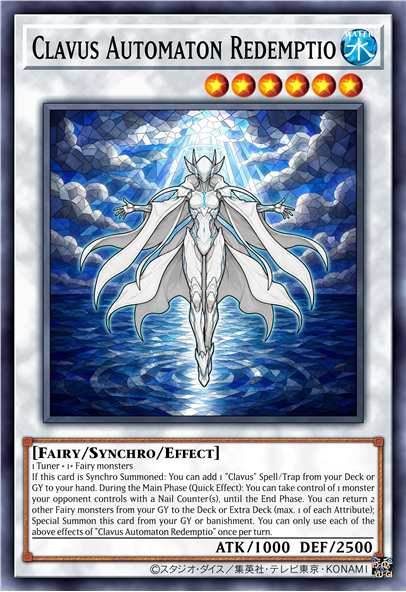 CLAVUS AUTOMATON REDEMPTIO
WATER
水
[FAIRY/SYNCHRO/EFFECT]
1 Tuner + 1+ Fairy monsters
If this card is Synchro Summoned: You can add 1 "Clavus" Spell/Trap from your Deck or
GY to your hand. During the Main Phase (Quick Effect): You can take control of 1 monster
your opponent controls with a Nail Counter(s), until the End Phase. You can return 2
other Fairy monsters from your GY to the Deck or Extra Deck (max. 1 of each Attribute);
Special Summon this card from your GY or banishment. You can only use each of the
above effects of "Clavus Automaton Redemptio" once per turn.
ATK/1000 DEF/2500
©スタジオ・ダイス／集英社・テレビ東京・KONAMI